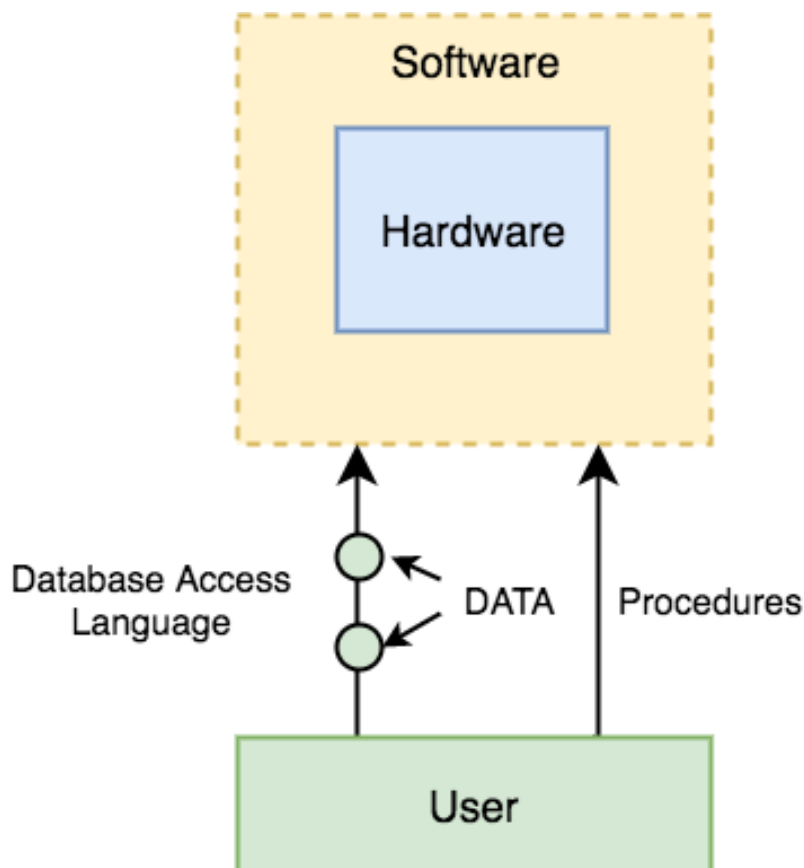 Software
Hardware
Database Access
Language
DATA
Procedures
User